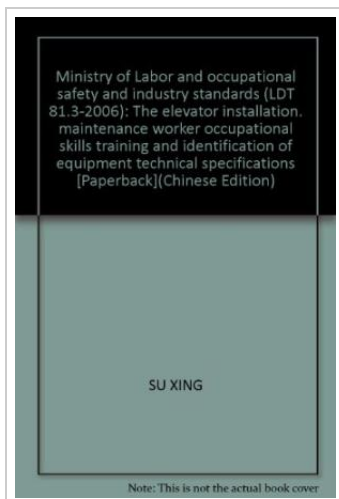 Ministry of Labor and occupational
safety and industry standards (LDT
81.3-2006): The elevator installation.
maintenance worker occupational
skills training and identification of
equipment technical specifications
[Paperback](Chinese Edition)
SU XING
Note: This is not the actual book cover